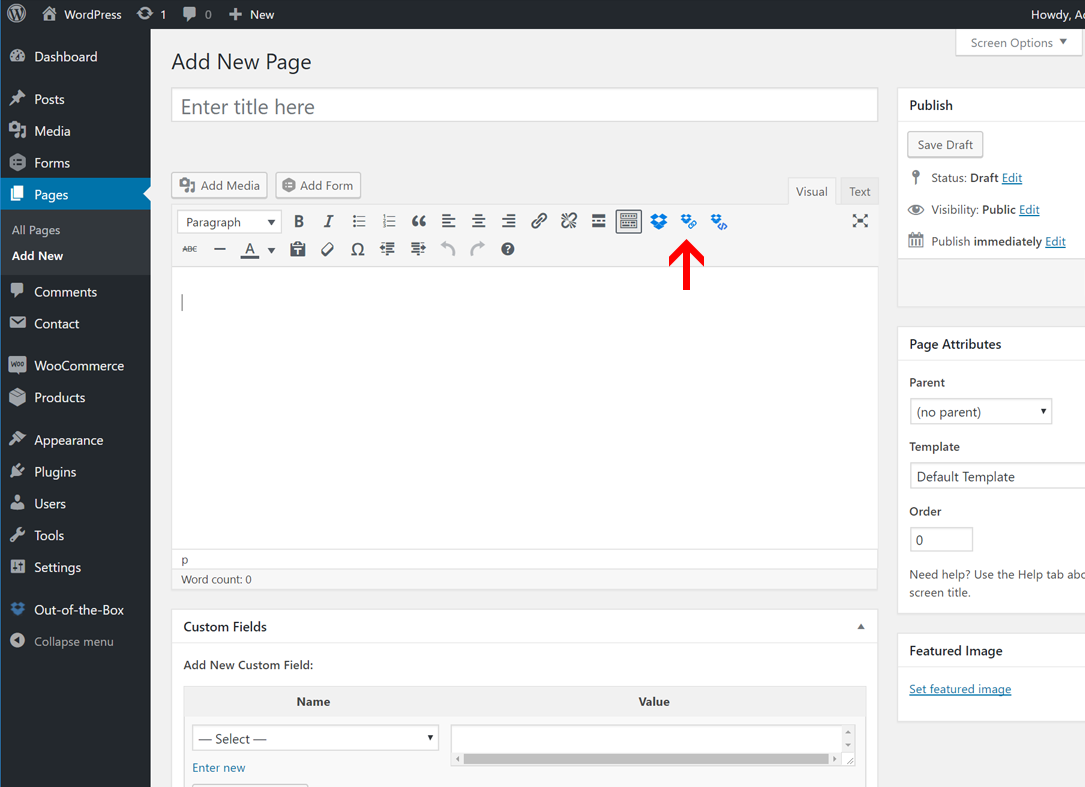 WordPress 1 0 New Howdy, Ad
Screen Options
Dashboard
Posts
Media
Forms
Pages
All Pages
Add New
Comments
Contact
WooCommerce
Products
Appearance
Plugins
Users
Tools
Settings
Out-of-the-Box
Collapse menu
Add New Page
Enter title here
Add Media Add Form
Visual Text
Paragraph B I
ABC A Ω
p
Word count: 0
Custom Fields
Add New Custom Field:
Name Value
— Select —
Enter new
Publish
Save Draft
Status: Draft Edit
Visibility: Public Edit
Publish immediately Edit
Page Attributes
Parent
(no parent)
Template
Default Template
Order
0
Need help? Use the Help tab abo
screen title.
Featured Image
Set featured image